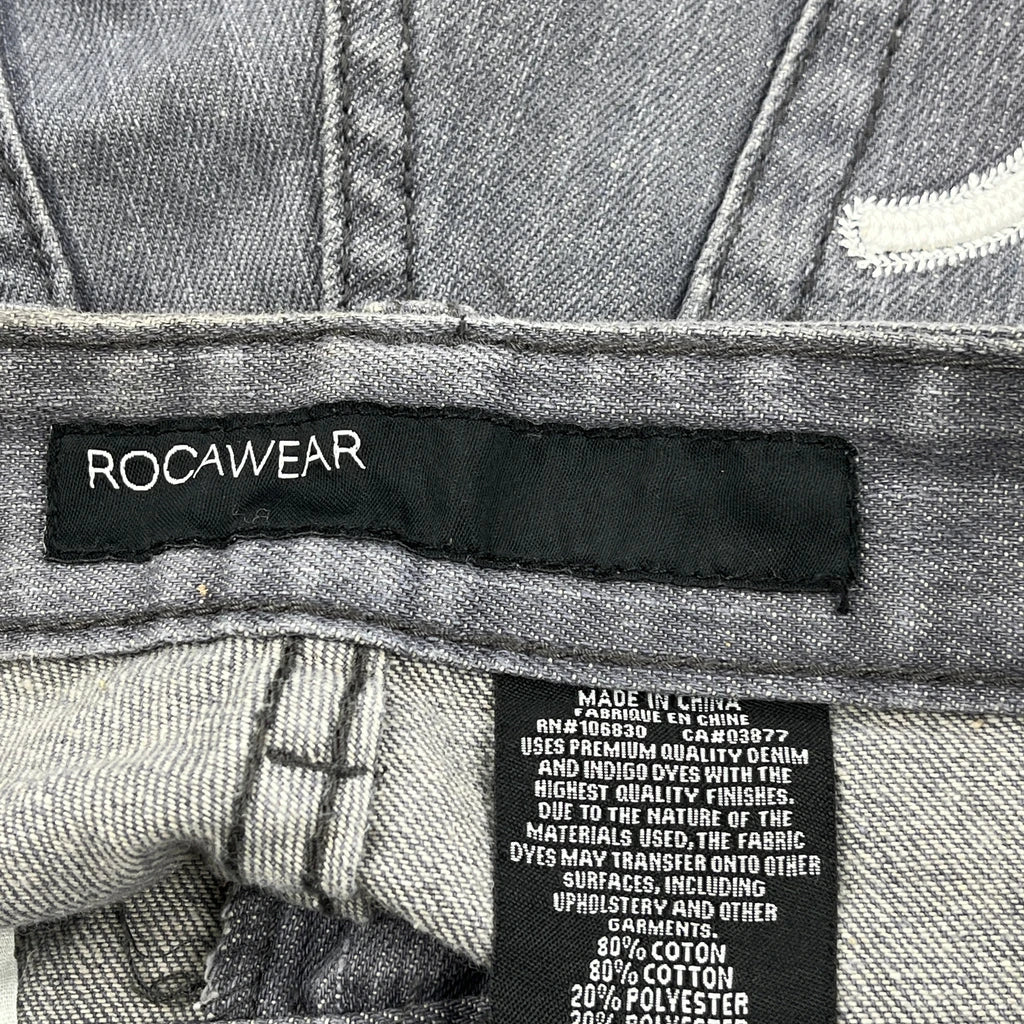 ROCAWEAR
MADE IN CHINA
FABRIQUE EN CHINE
RN#106830 CA#03877
USES PREMIUM QUALITY DENIM
AND INDIGO DYES WITH THE
HIGHEST QUALITY FINISHES.
DUE TO THE NATURE OF THE
MATERIALS USED,THE FABRIC
DYES MAY TRANSFER ONTO OTHER
SURFACES, INCLUDING
UPHOLSTERY AND OTHER
GARMENTS.
80% COTON
80% COTTON
20% POLYESTER
20% POLYESTER